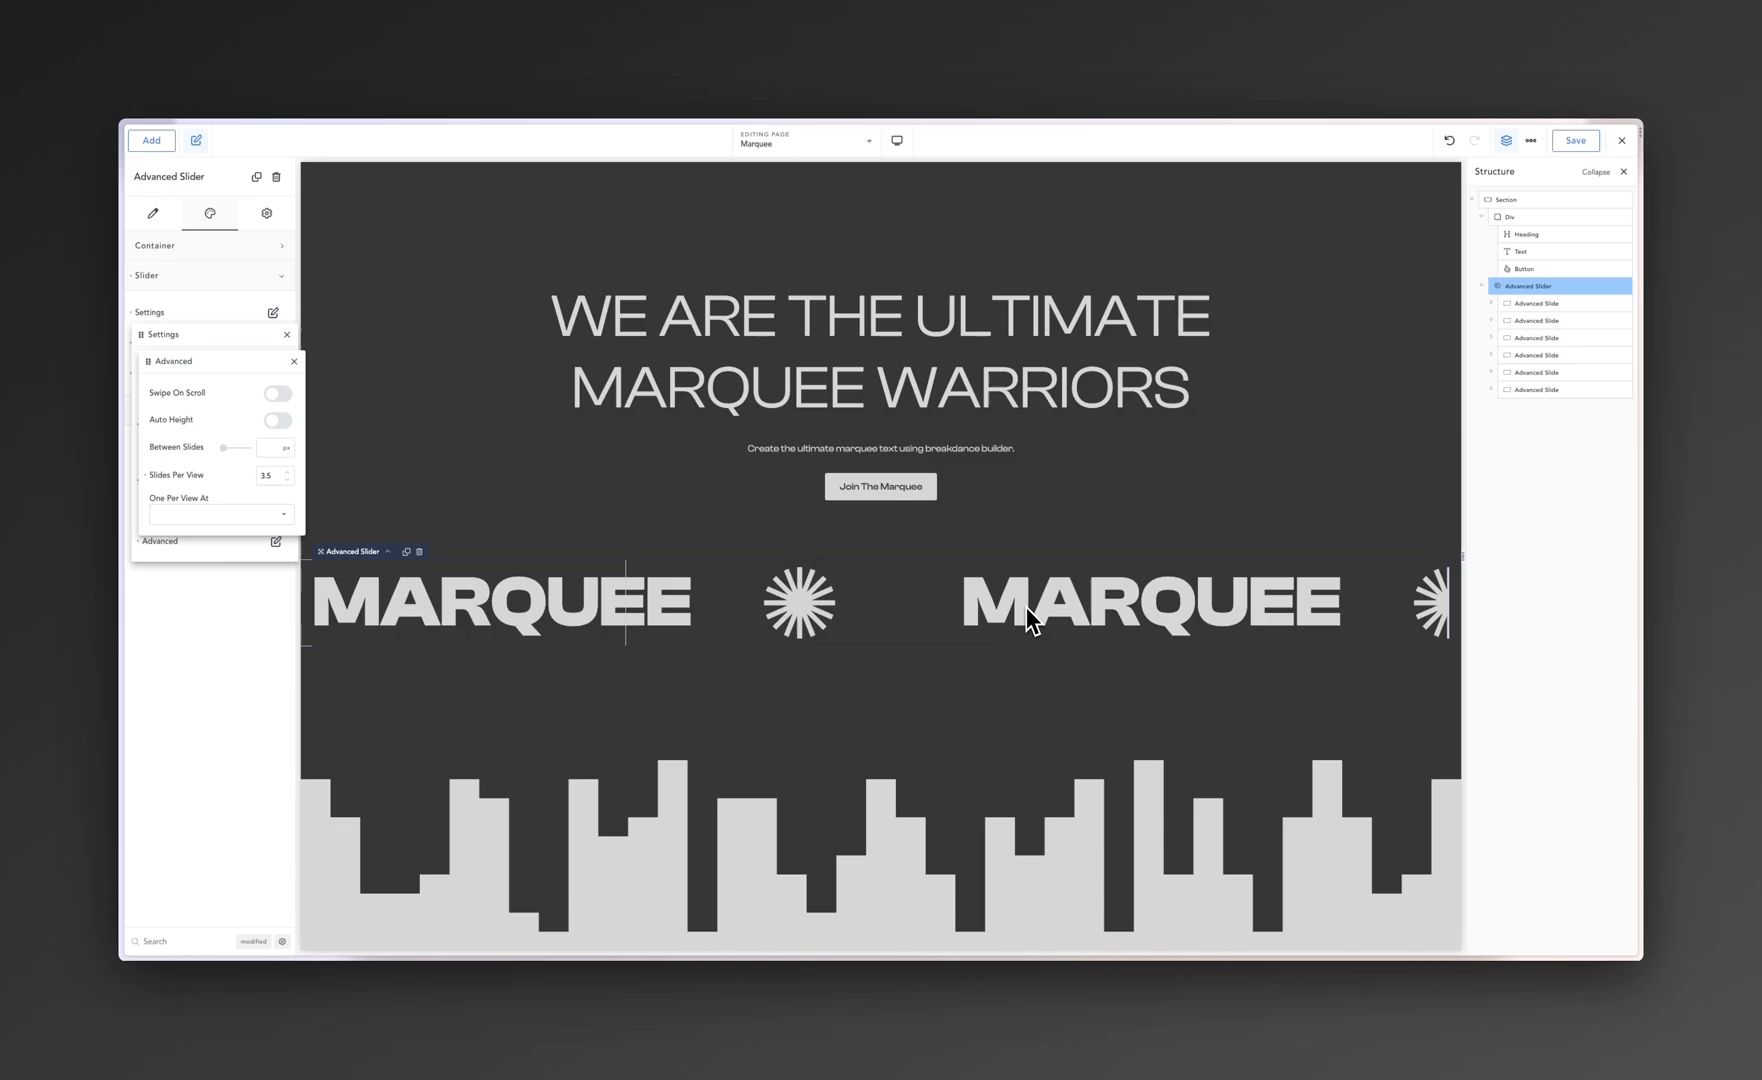 Add
EDITING PAGE
Marquee
Save
Advanced Slider
Container
Slider
Settings
Settings
Advanced
Swipe On Scroll
Auto Height
Between Slides
px
Slides Per View
3.5
One Per View At
Advanced
Search
modified
WE ARE THE ULTIMATE
MARQUEE WARRIORS
Create the ultimate marquee text using breakdance builder.
Join The Marquee
Advanced Slider
MARQUEE
MARQUEE
Structure
Collapse
Section
Div
Heading
Text
Button
Advanced Slider
Advanced Slide
Advanced Slide
Advanced Slide
Advanced Slide
Advanced Slide
Advanced Slide